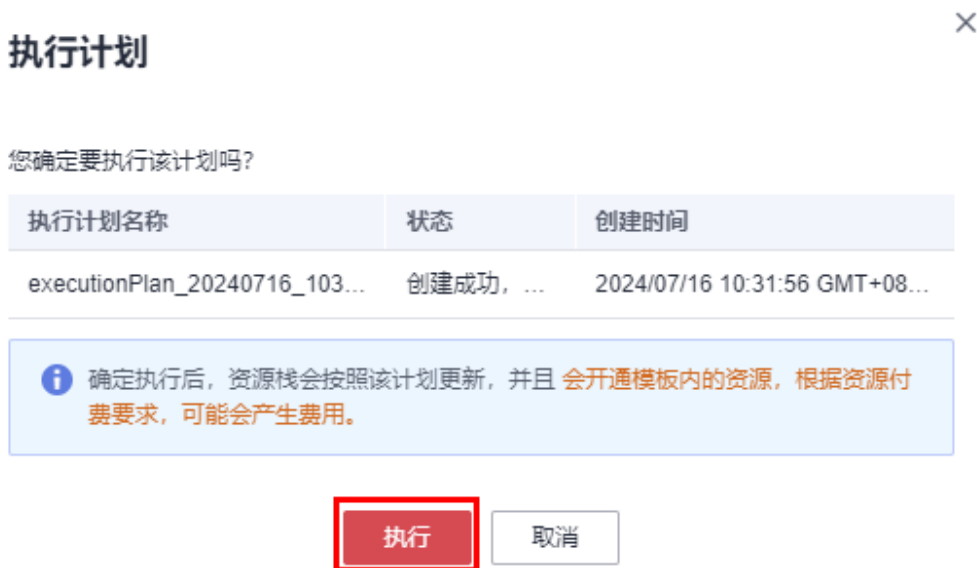 执行计划
您确定要执行该计划吗?
执行计划名称 状态 创建时间
executionPlan_20240716_103... 创建成功，... 2024/07/16 10:31:56 GMT+08...
确定执行后，资源栈会按照该计划更新，并且 会开通模板内的资源，根据资源付
费要求，可能会产生费用。
执行 取消